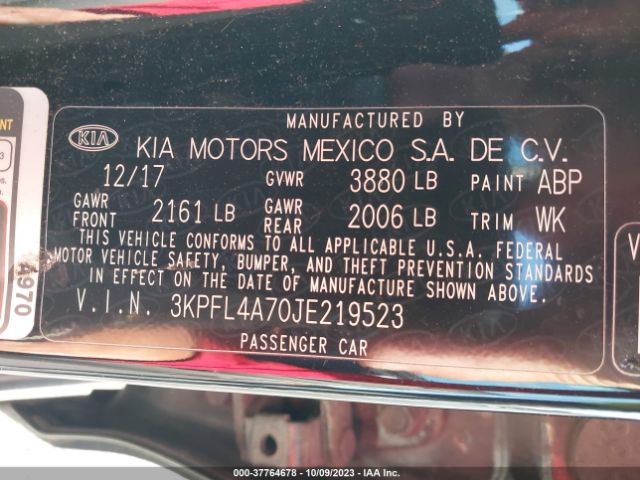 MANUFACTURED BY
KIA KIA MOTORS MEXICO S.A. DE C.V.
12/17 GVWR 3880 LB PAINT ABP
GAWR FRONT 2161 LB GAWR REAR 2006 LB TRIM WK
THIS VEHICLE CONFORMS TO ALL APPLICABLE U.S.A. FEDERAL
MOTOR VEHICLE SAFETY, BUMPER, AND THEFT PREVENTION STANDARDS
IN EFFECT ON THE DATE OF MANUFACTURE SHOWN ABOVE.
V.I.N. 3KPFL4A70JE219523
PASSENGER CAR
A970
000-37764678 - 10/09/2023 - IAAI, Inc.